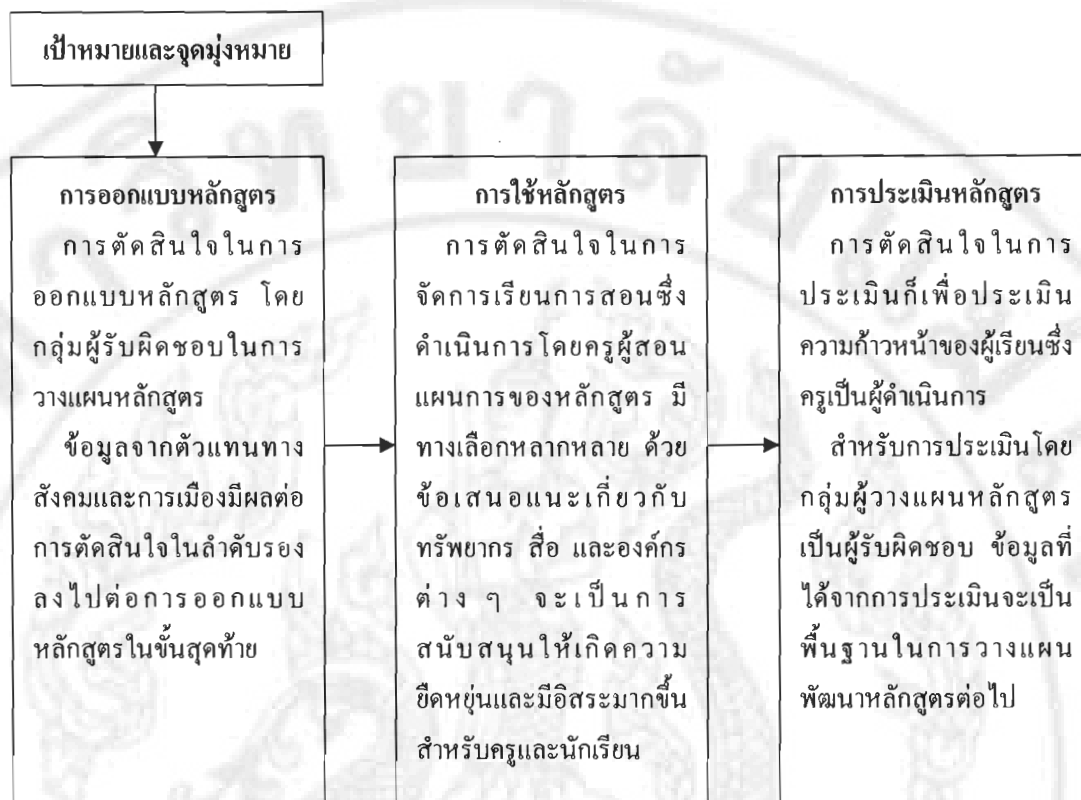 เป้าหมายและจุดมุ่งหมาย
การออกแบบหลักสูตร
การตัดสินใจในการ
ออกแบบหลักสูตร โดย
กลุ่มผู้รับผิดชอบในการ
วางแผนหลักสูตร
ข้อมูลจากตัวแทนทาง
สังคมและการเมืองมีผลต่อ
การตัดสินใจในลำดับรอง
ลงไปต่อการออกแบบ
หลักสูตรในขั้นสุดท้าย
การใช้หลักสูตร
การตัดสินใจในการ
จัดการเรียนการสอนซึ่ง
ดำเนินการโดยครูผู้สอน
แผนการของหลักสูตร มี
ทางเลือกหลากหลาย ด้วย
ข้อเสนอแนะเกี่ยวกับ
ทรัพยากร สื่อ และองค์กร
ต่าง ๆ จะเป็นการ
สนับสนุนให้เกิดความ
ยืดหยุ่นและมีอิสระมากขึ้น
สำหรับครูและนักเรียน
การประเมินหลักสูตร
การตัดสินใจในการ
ประเมินก็เพื่อประเมิน
ความก้าวหน้าของผู้เรียนซึ่ง
ครูเป็นผู้ดำเนินการ
สำหรับการประเมินโดย
กลุ่มผู้วางแผนหลักสูตร
เป็นผู้รับผิดชอบ ข้อมูลที่
ได้จากการประเมินจะเป็น
พื้นฐานในการวางแผน
พัฒนาหลักสูตรต่อไป